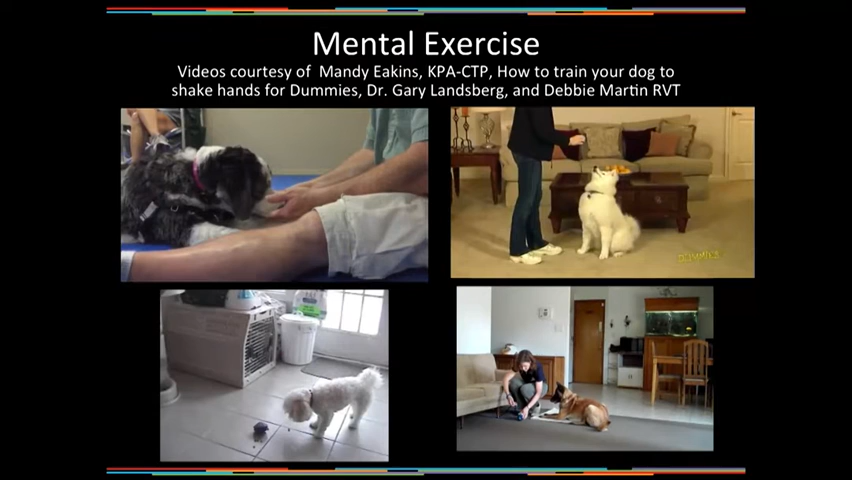 Mental Exercise
Videos courtesy of Mandy Eakins, KPA-CTP, How to train your dog to
shake hands for Dummies, Dr. Gary Landsberg, and Debbie Martin RVT
DUMMIES